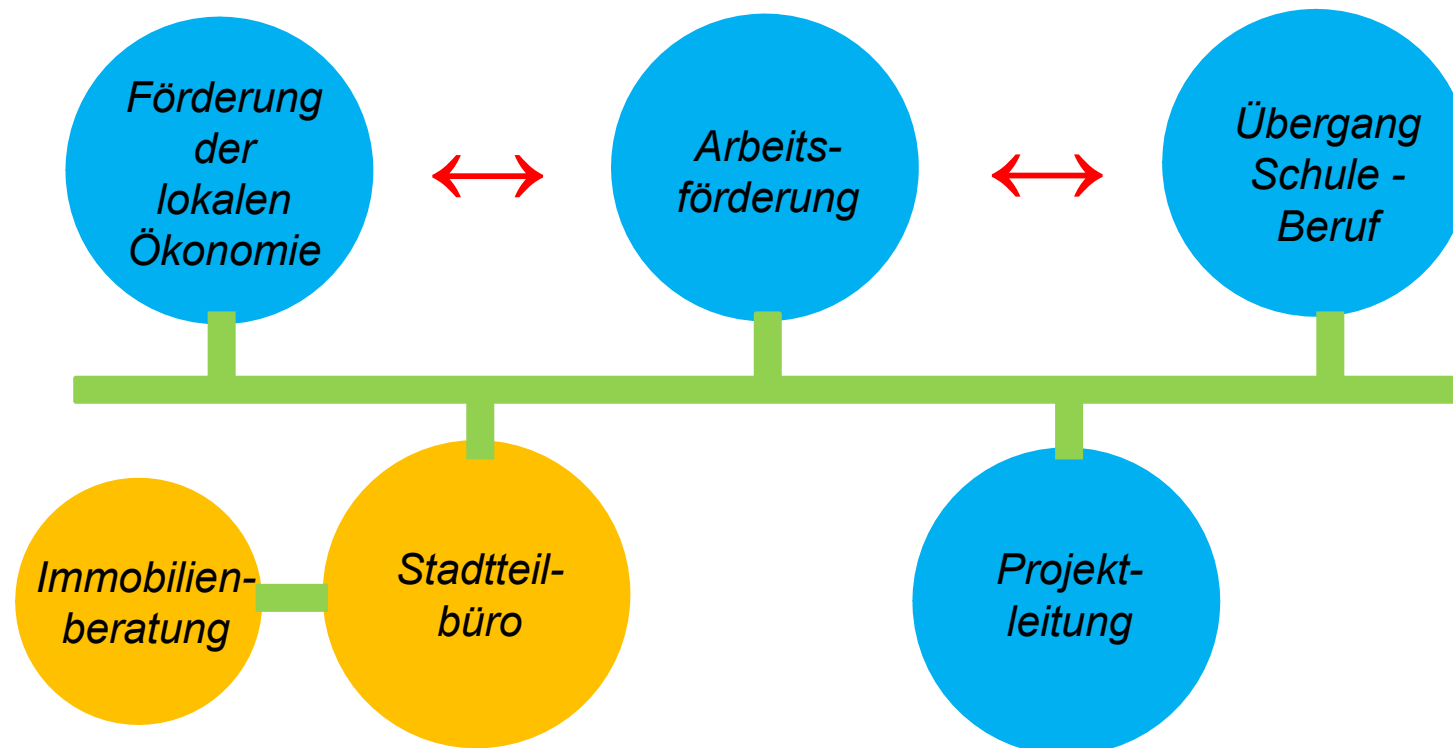 Förderung
der
lokalen
Ökonomie
Arbeits-
förderung
Übergang
Schule -
Beruf
Immobilien-
beratung
Stadtteil-
büro
Projekt-
leitung